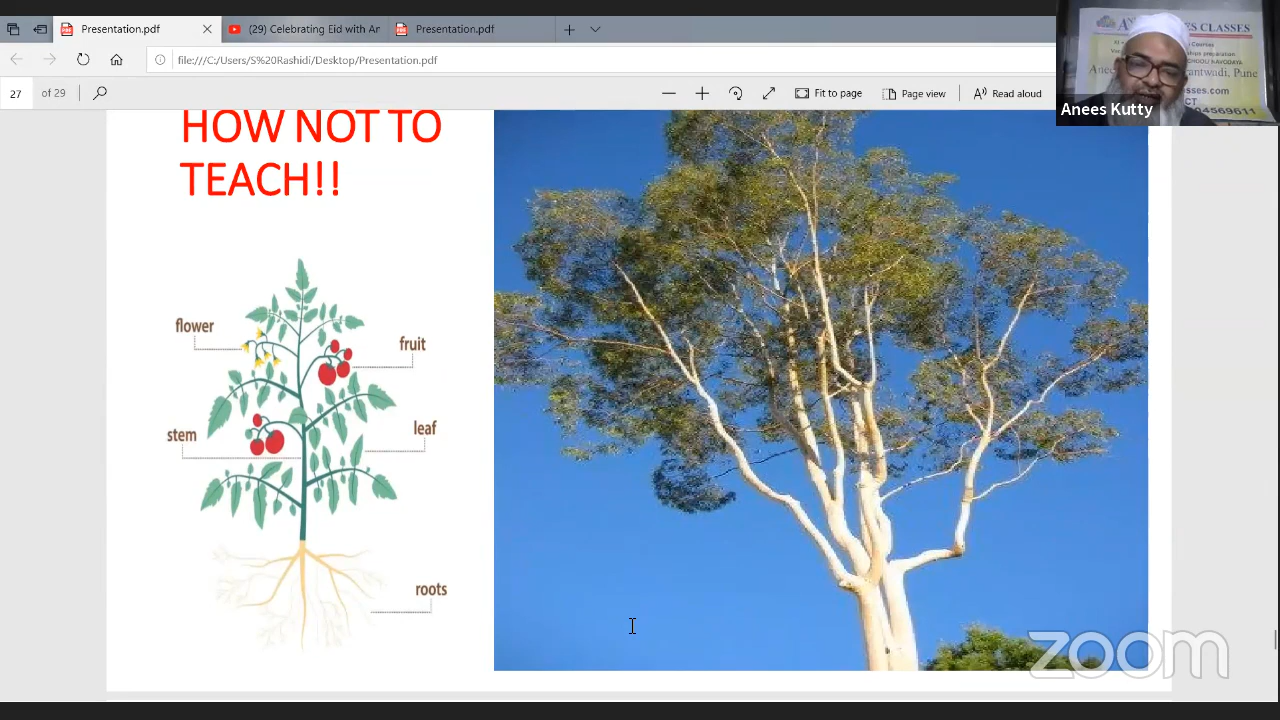 Presentation.pdf
(29) Celebrating Eid with Ar
Presentation.pdf
file:///C:/Users/S%20Rashidi/Desktop/Presentation.pdf
27 of 29
Fit to page
Page view
Read aloud
CLASSES
Courses
Pune
Anees Kutty
HOW NOT TO
TEACH!!
flower
fruit
stem
leaf
roots
zoom